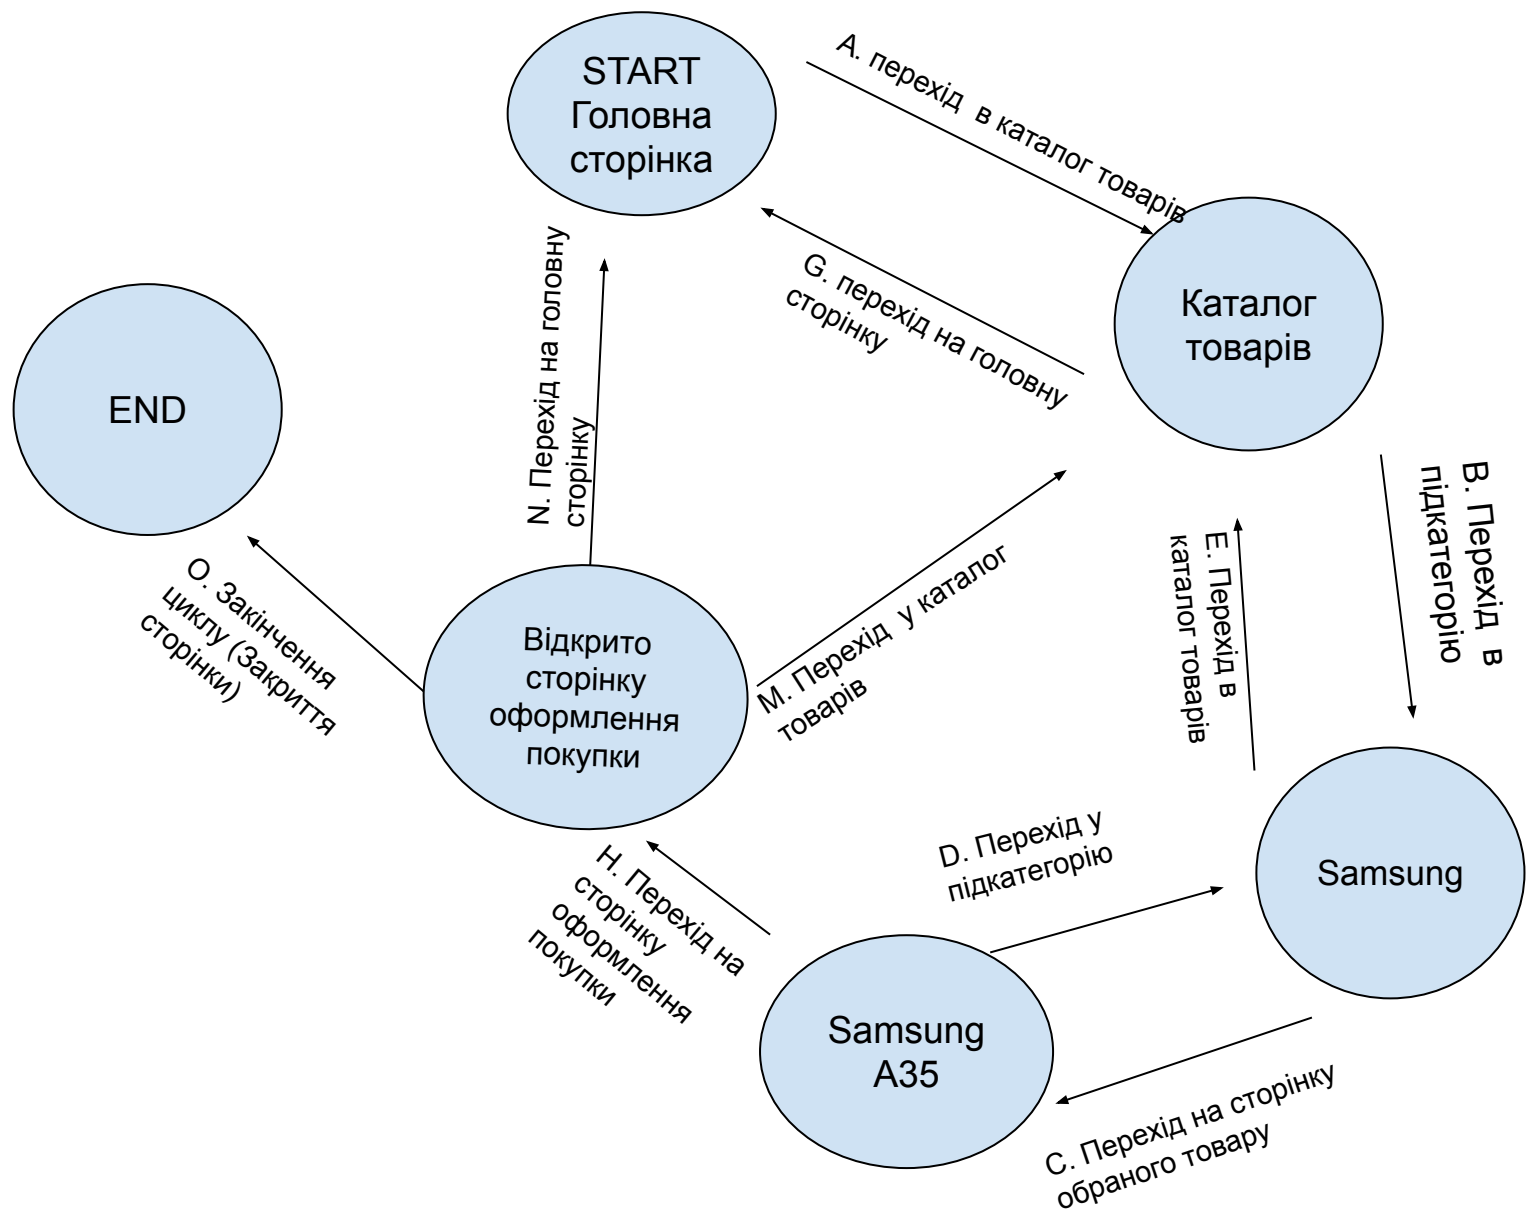 START
Головна
сторінка
A. перехід  в каталог товарів
G. перехід на головну
сторінку
Каталог
товарів
END
N. Перехід на головну
сторінку
B. Перехід  в
підкатегорію
E. Перехід в
каталог товарів
O. Закінчення
циклу (Закриття
сторінки)
Відкрито
сторінку
оформлення
покупки
M. Перехід  у каталог
товарів
D. Перехід у
підкатегорію
Samsung
H. Перехід на
сторінку
оформлення
покупки
Samsung
A35
C. Перехід на сторінку
обраного товару